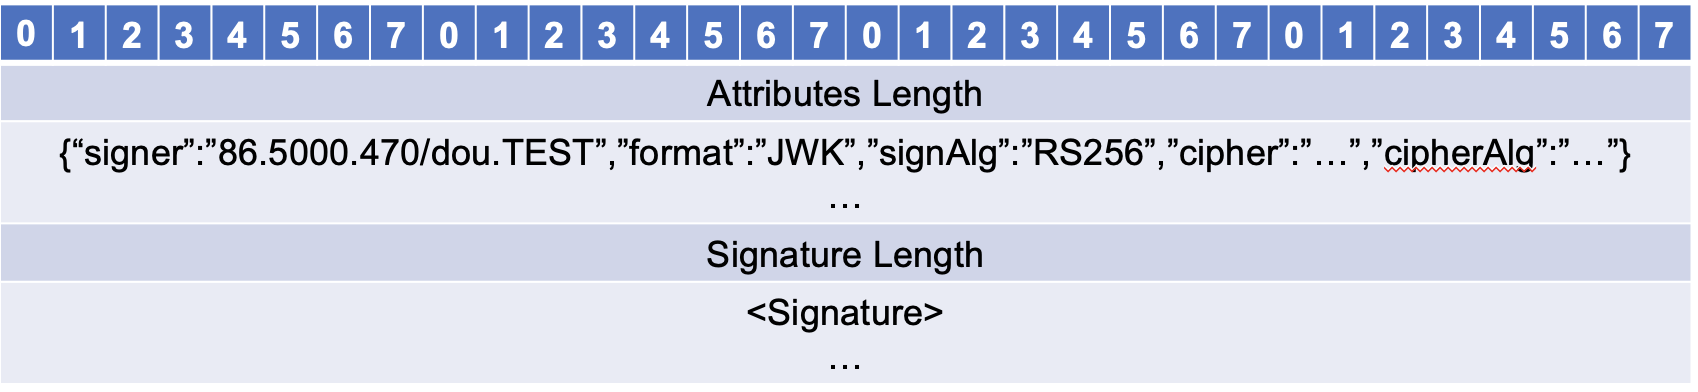 0 1 2 3 4 5 6 7 0 1 2 3 4 5 6 7 0 1 2 3 4 5 6 7 0 1 2 3 4 5 6 7
Attributes Length
{“signer”:”86.5000.470/dou.TEST”,”format”:”JWK”,”signAlg”:”RS256”,”cipher”:”…”,”cipherAlg”:”…”}
…
Signature Length
<Signature>
…